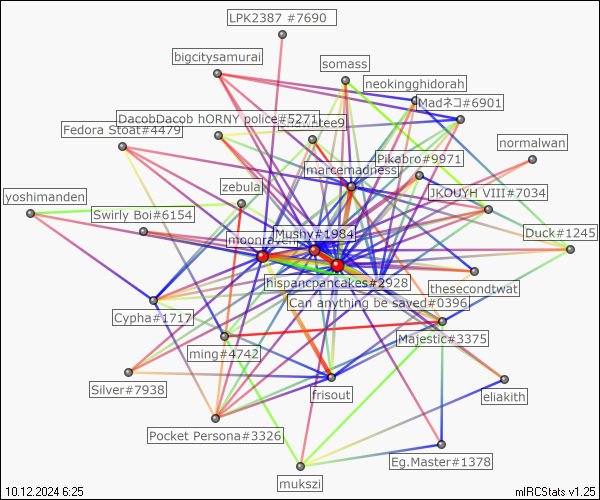 LPK2387 #7690
bigcitysamurai
somass
neokingghidorah
Madネコ#6901
DacobDacob hORNY police#5271
Fedora Stoat#4479
Pikabro#9971
normalwan
marcemadness
zebulaj
JKOUYH VIII#7034
yoshimanden
Swirly Boi#6154
moonraven
Mushy#1984
Duck#1245
hispancpancakes#2928
thesecondtwat
Can anything be saved#0396
Cypha#1717
Majestic#3375
ming#4742
Silver#7938
frisout
eliakith
Pocket Persona#3326
Eg.Master#1378
mukszi
10.12.2024 6:25
mIRCStats v1.25